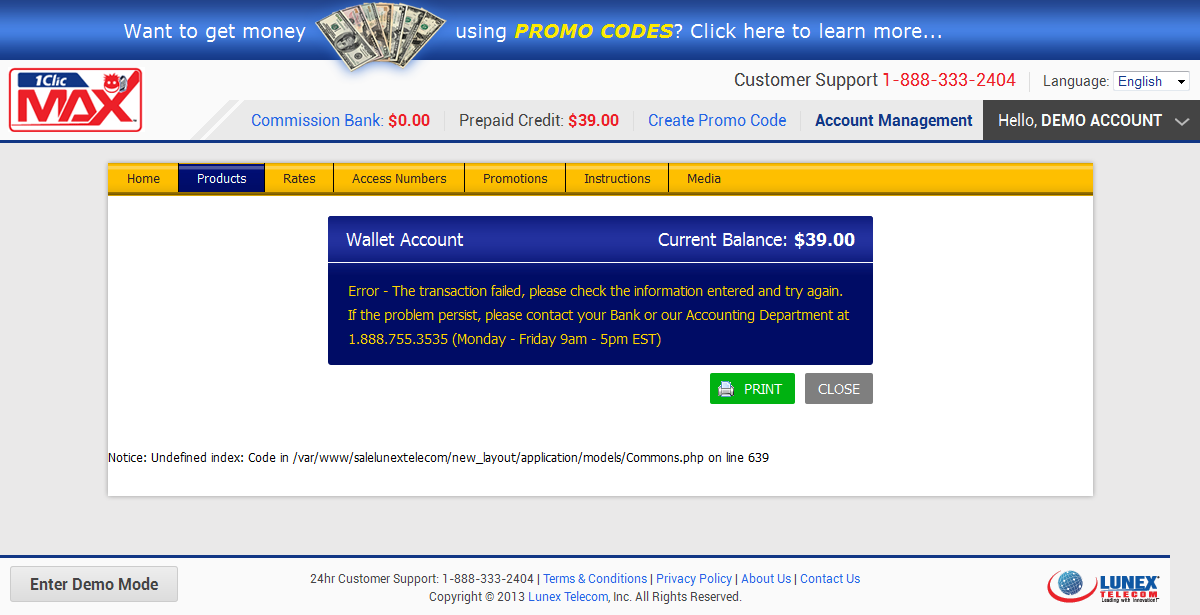 Want to get money using PROMO CODES? Click here to learn more...
1Clic
MAX
Customer Support 1-888-333-2404 Language: English
Commission Bank: $0.00 Prepaid Credit: $39.00 Create Promo Code Account Management Hello, DEMO ACCOUNT
Home Products Rates Access Numbers Promotions Instructions Media
Wallet Account Current Balance: $39.00
Error - The transaction failed, please check the information entered and try again.
If the problem persist, please contact your Bank or our Accounting Department at
1.888.755.3535 (Monday - Friday 9am - 5pm EST)
PRINT CLOSE
Notice: Undefined index: Code in /var/www/salelunextelecom/new_layout/application/models/Commons.php on line 639
Enter Demo Mode
24hr Customer Support: 1-888-333-2404 | Terms & Conditions | Privacy Policy | About Us | Contact Us
Copyright © 2013 Lunex Telecom, Inc. All Rights Reserved.
LUNEX
TELECOM
Leading with Innovation!